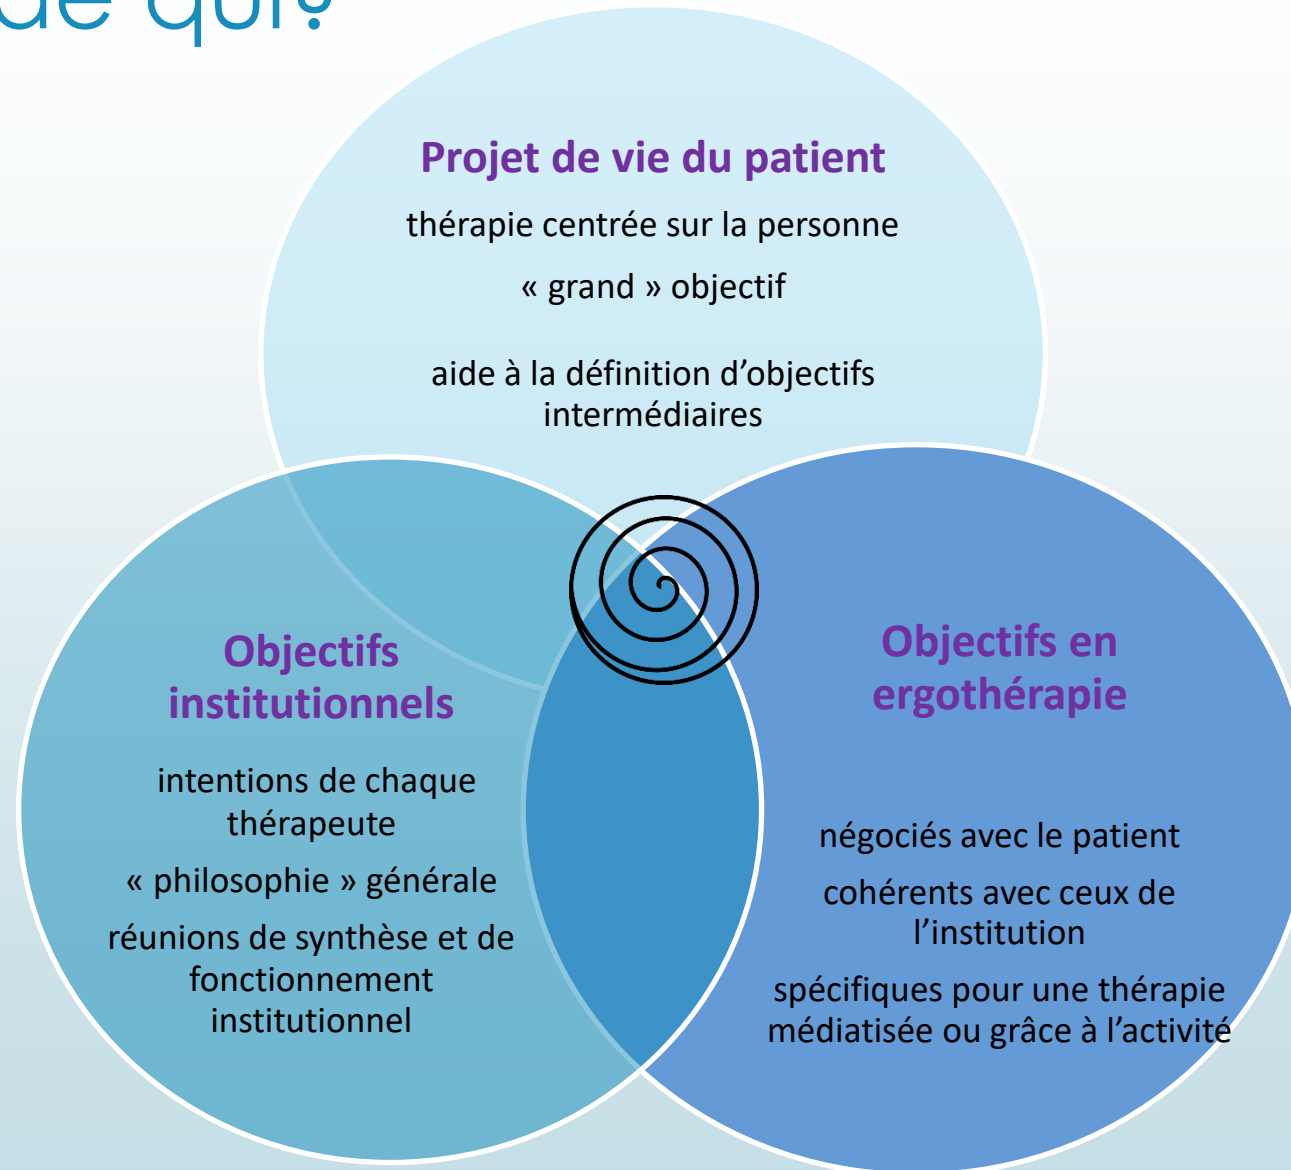 de qui?
Projet de vie du patient
thérapie centrée sur la personne
« grand » objectif
aide à la définition d’objectifs
intermédiaires
Objectifs
institutionnels
intentions de chaque
thérapeute
« philosophie » générale
réunions de synthèse et de
fonctionnement
institutionnel
Objectifs en
ergothérapie
négociés avec le patient
cohérents avec ceux de
l’institution
spécifiques pour une thérapie
médiatisée ou grâce à l’activité